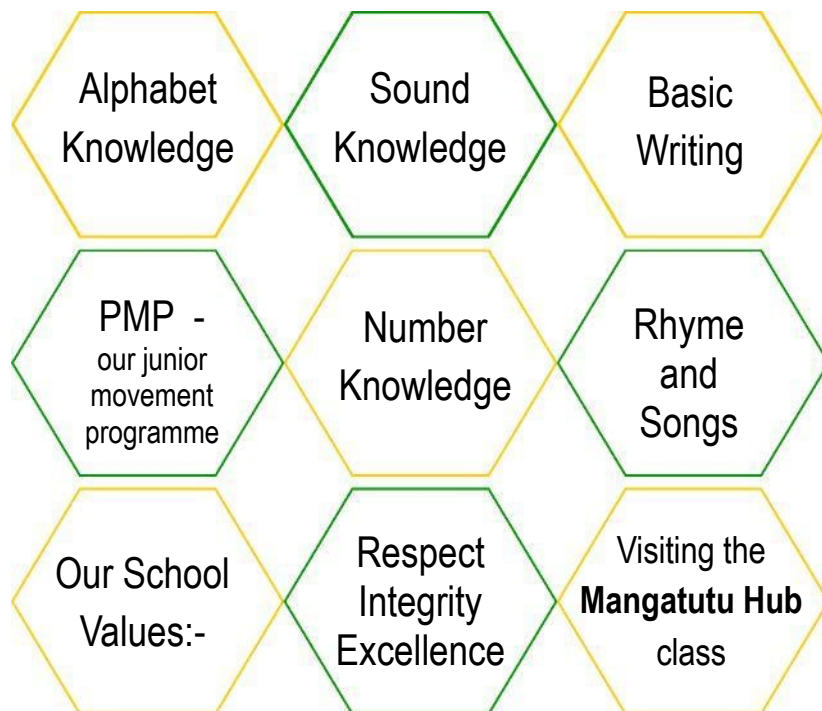 Alphabet
Knowledge
Sound
Knowledge
Basic
Writing
PMP -
our junior
movement
programme
Number
Knowledge
Rhyme
and
Songs
Our School
Values:-
Respect
Integrity
Excellence
Visiting the
Mangatutu Hub
class